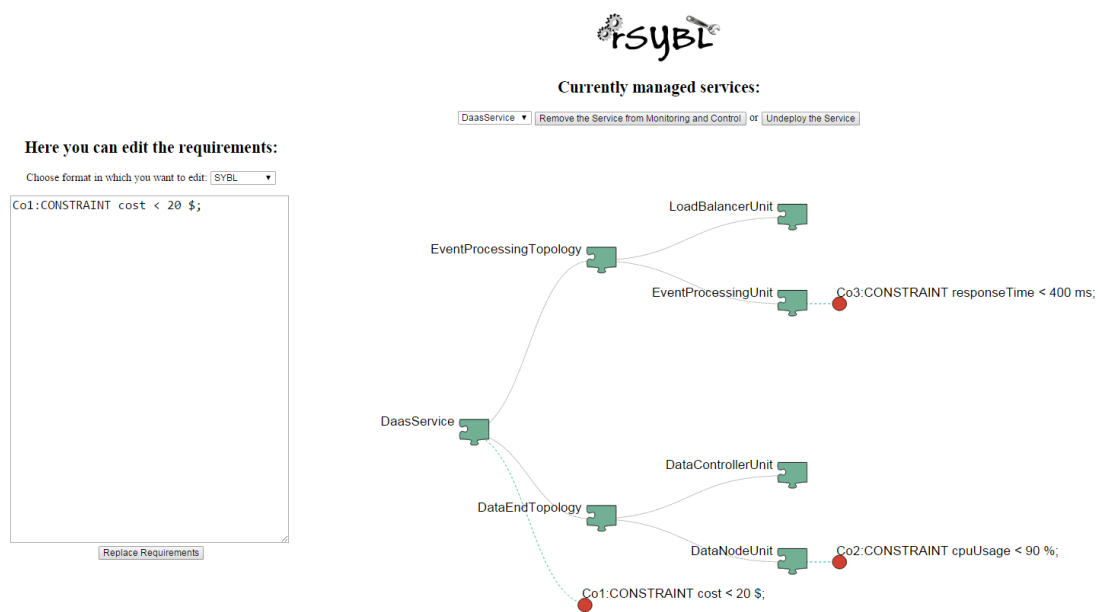 rSYBL
Currently managed services:
DaasService Remove the Service from Monitoring and Control or Undeploy the Service
Here you can edit the requirements:
Choose format in which you want to edit: SYBL
Co1:CONSTRAINT cost < 20 $;
Replace Requirements
LoadBalancerUnit
EventProcessingTopology
EventProcessingUnit
Co3:CONSTRAINT responseTime < 400 ms;
DaasService
DataControllerUnit
DataEndTopology
DataNodeUnit
Co2:CONSTRAINT cpuUsage < 90 %;
Co1:CONSTRAINT cost < 20 $;